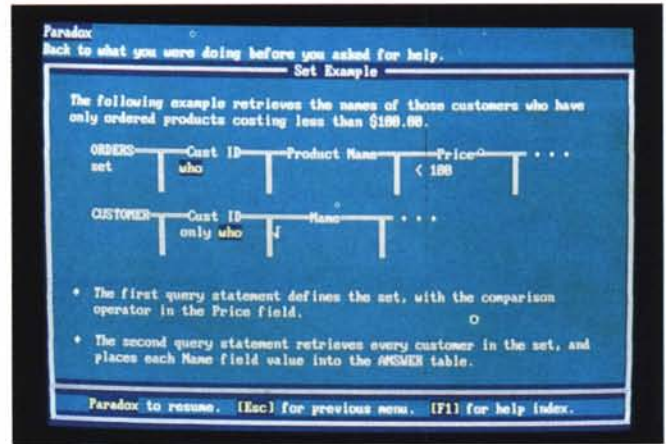 Paradox
Back to what you were doing before you asked for help.
Set Example
The following example retrieves the names of those customers who have
only ordered products costing less than $100.00.
ORDERS Cust ID Product Name Price • • •
set who < 100
CUSTOMER Cust ID Name • • •
only who √
* The first query statement defines the set, with the comparison
operator in the Price field.
* The second query statement retrieves every customer in the set, and
places each Name field value into the ANSWER table.
Paradox to resume. [Esc] for previous menu. [F1] for help index.